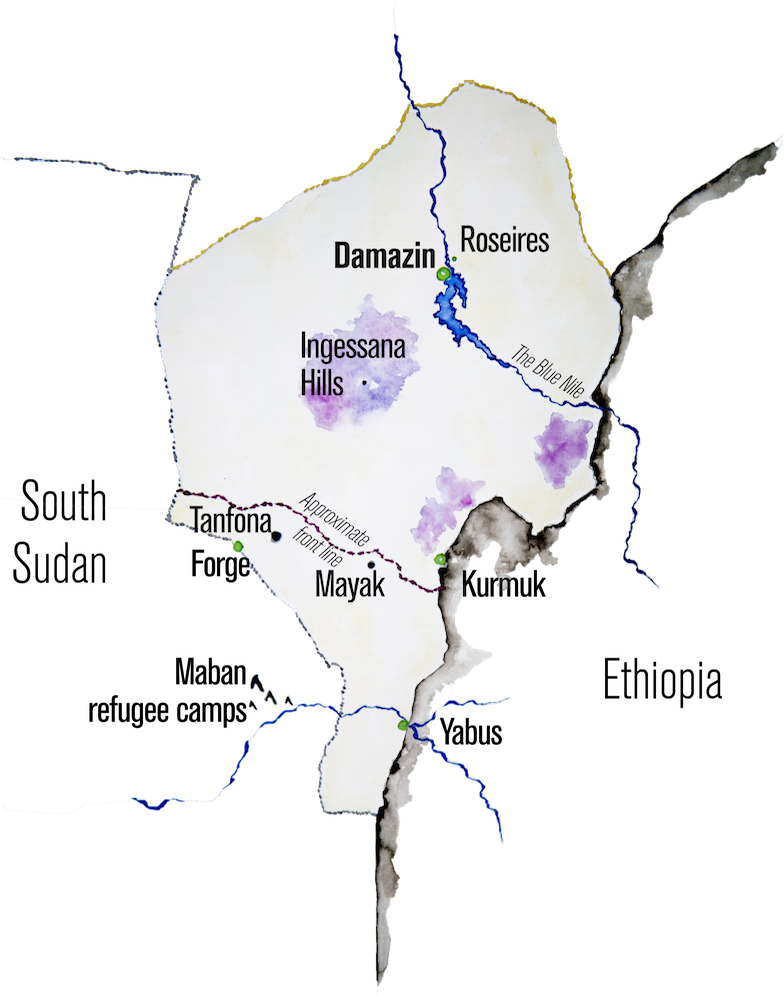 Roseires
Damazin
Ingessana
Hills
The Blue Nile
South
Sudan
Approximate
front line
Tanfona
Forge
Mayak
Kurmuk
Maban
refugee camps
Ethiopia
Yabus